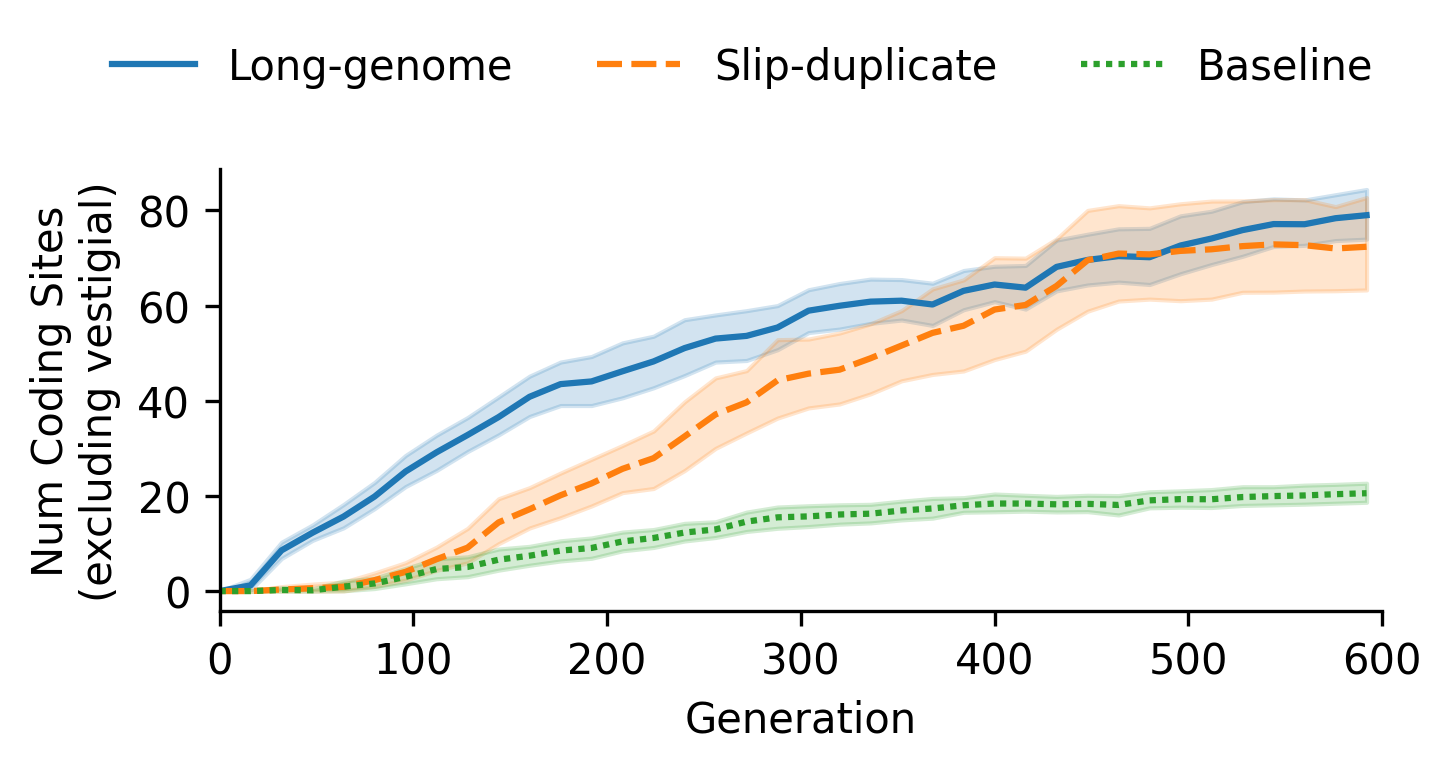 Long-genome Slip-duplicate Baseline
Num Coding Sites
(excluding vestigial)
80
60
40
20
0
0 100 200 300 400 500 600
Generation